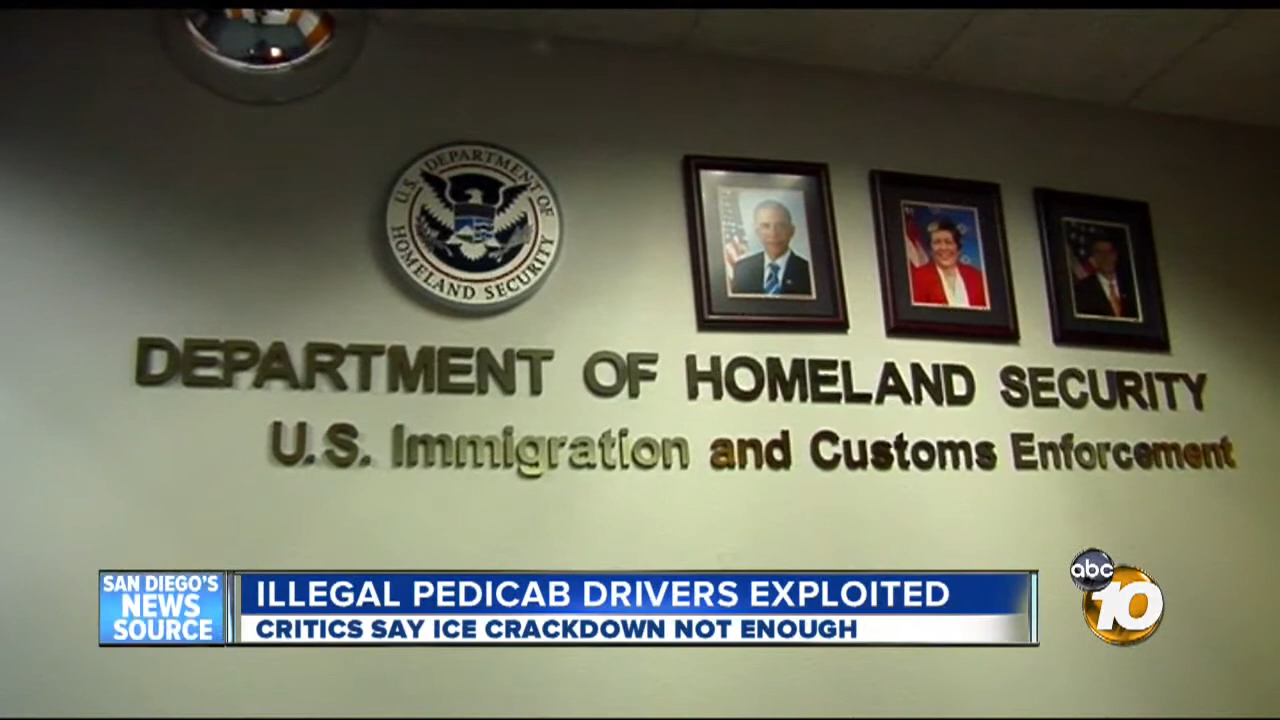 U.S. DEPARTMENT OF
HOMELAND SECURITY
DEPARTMENT OF HOMELAND SECURITY
U.S. Immigration and Customs Enforcement
SAN DIEGO'S
NEWS
SOURCE
ILLEGAL PEDICAB DRIVERS EXPLOITED
CRITICS SAY ICE CRACKDOWN NOT ENOUGH
abc
10